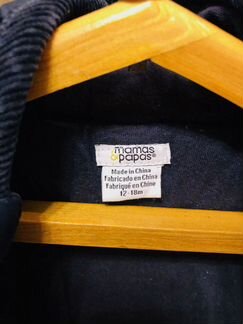 mamas
&papas®
Made in China
Fabricado en China
Fabriqué en Chine
12-18m